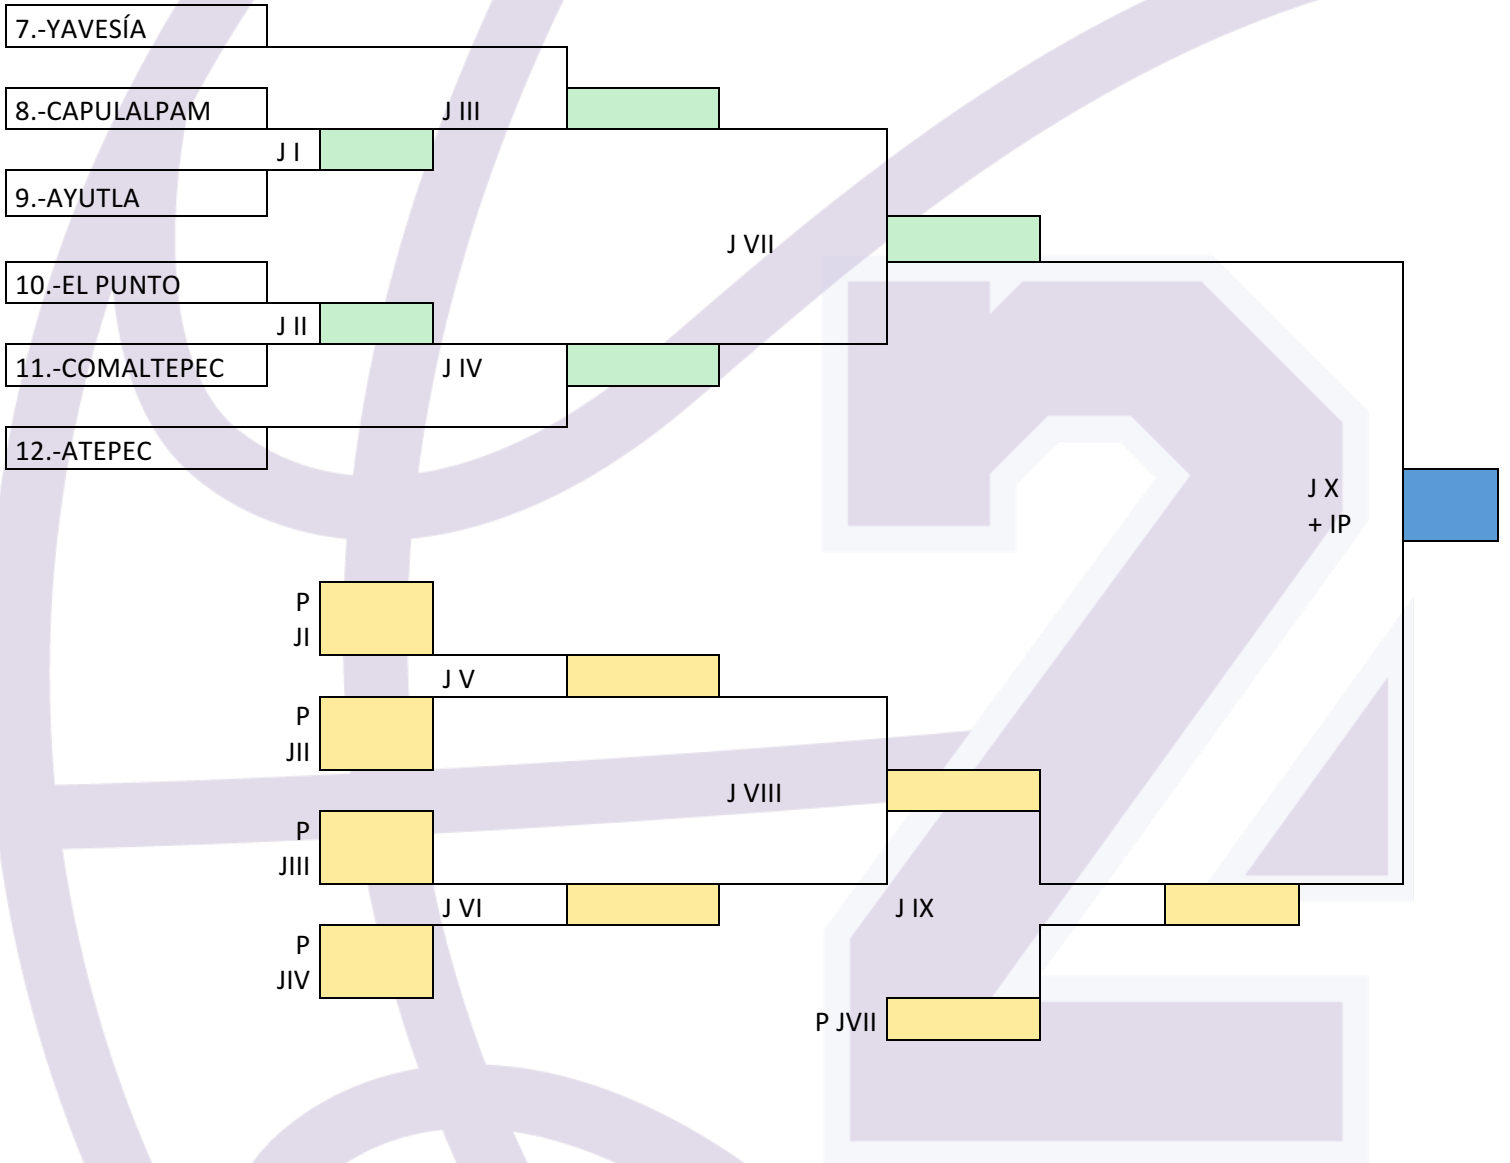 7.-YAVESÍA
8.-CAPULALPAM
J III
J I
9.-AYUTLA
J VII
10.-EL PUNTO
J II
11.-COMALTEPEC
J IV
12.-ATEPEC
J X
+ IP
P
JI
J V
P
JII
J VIII
P
JIII
J VI
J IX
P
JIV
P JVII
2